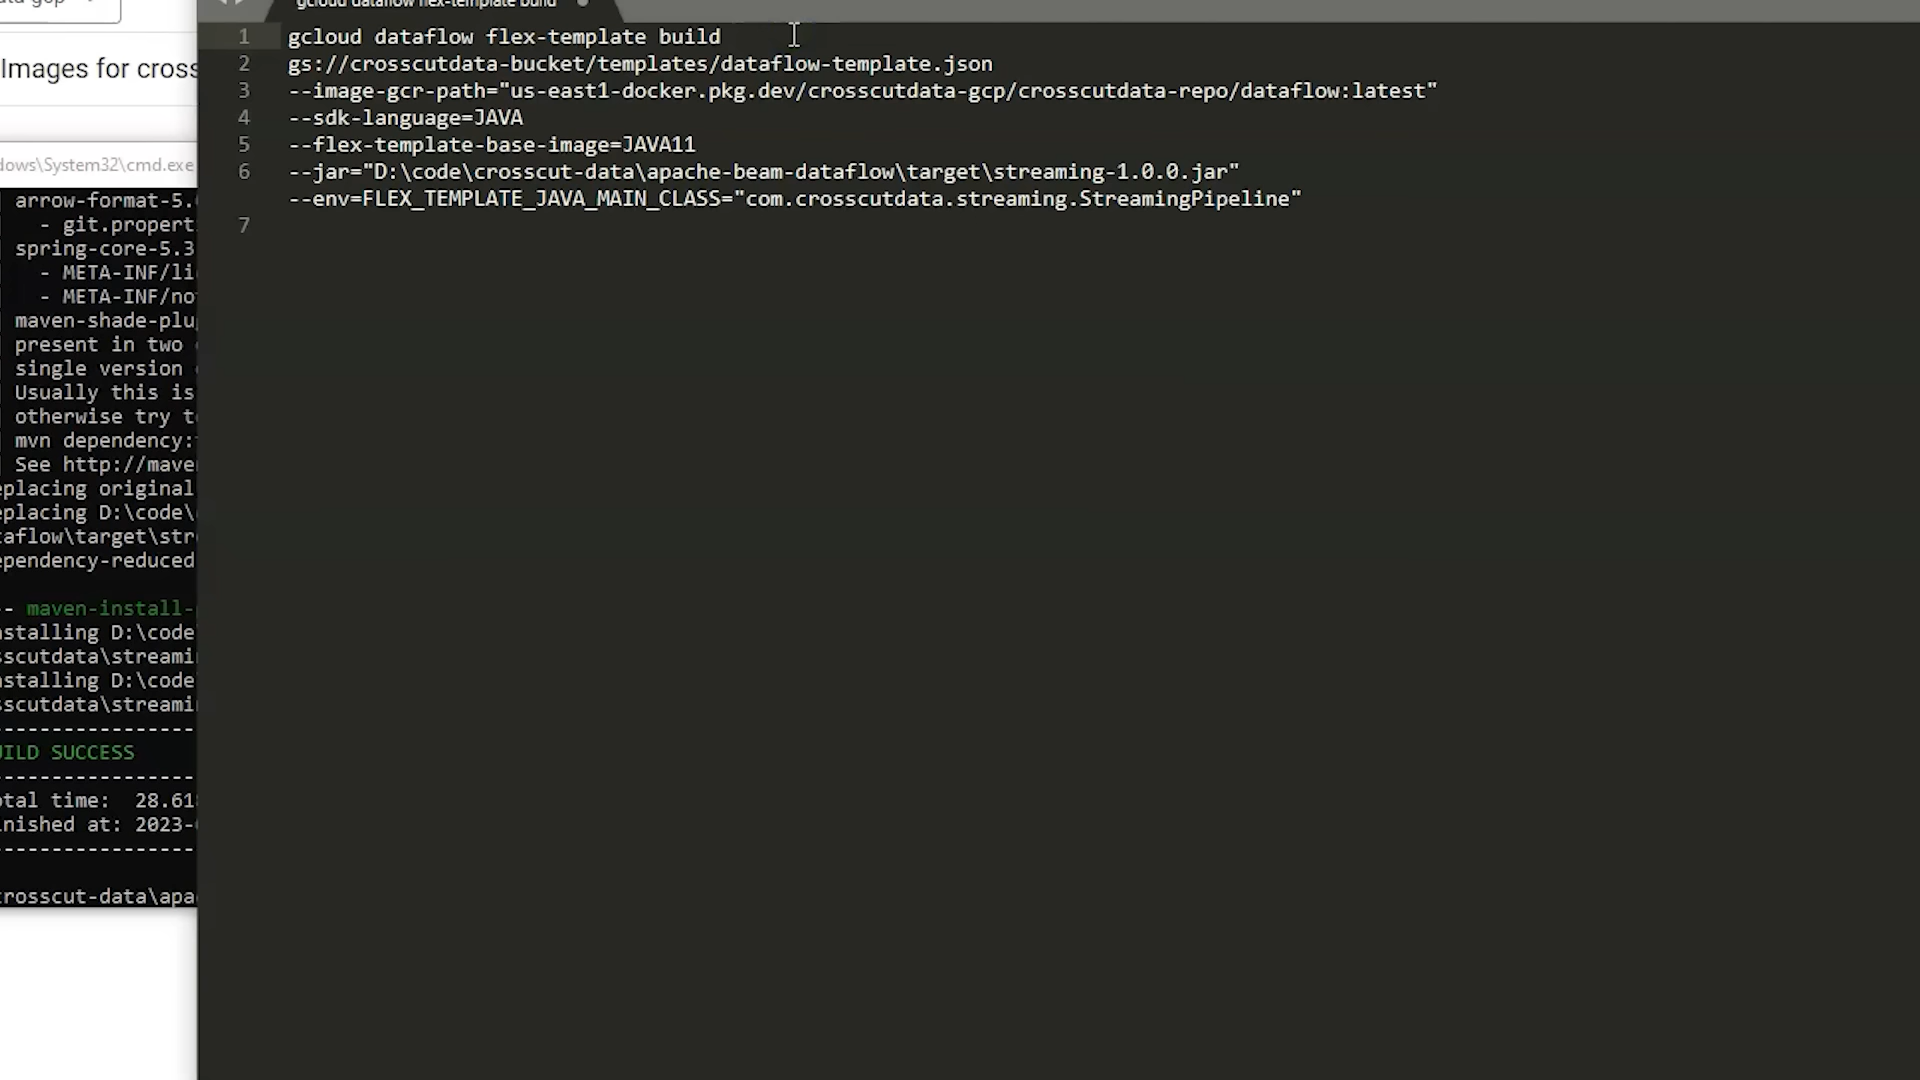 gcloud dataflow flex-template build
Images for cross
1 gcloud dataflow flex-template build
2 gs://crosscutdata-bucket/templates/dataflow-template.json
3 --image-gcr-path="us-east1-docker.pkg.dev/crosscutdata-gcp/crosscutdata-repo/dataflow:latest"
4 --sdk-language=JAVA
5 --flex-template-base-image=JAVA11
6 --jar="D:\code\crosscut-data\apache-beam-dataflow\target\streaming-1.0.0.jar"
--env=FLEX_TEMPLATE_JAVA_MAIN_CLASS="com.crosscutdata.streaming.StreamingPipeline"
7
dows\System32\cmd.exe
arrow-format-5.
- git.propert
spring-core-5.3
- META-INF/li
- META-INF/no
maven-shade-plu
present in two
single version
Usually this is
otherwise try t
mvn dependency:
See http://mave
eplacing original
eplacing D:\code\
taflow\target\str
ependency-reduced
-- maven-install-
nstalling D:\code
sscutdata\streami
nstalling D:\code
sscutdata\streami
-----------------
UILD SUCCESS
-----------------
otal time: 28.61
nished at: 2023-
-----------------
crosscut-data\apa